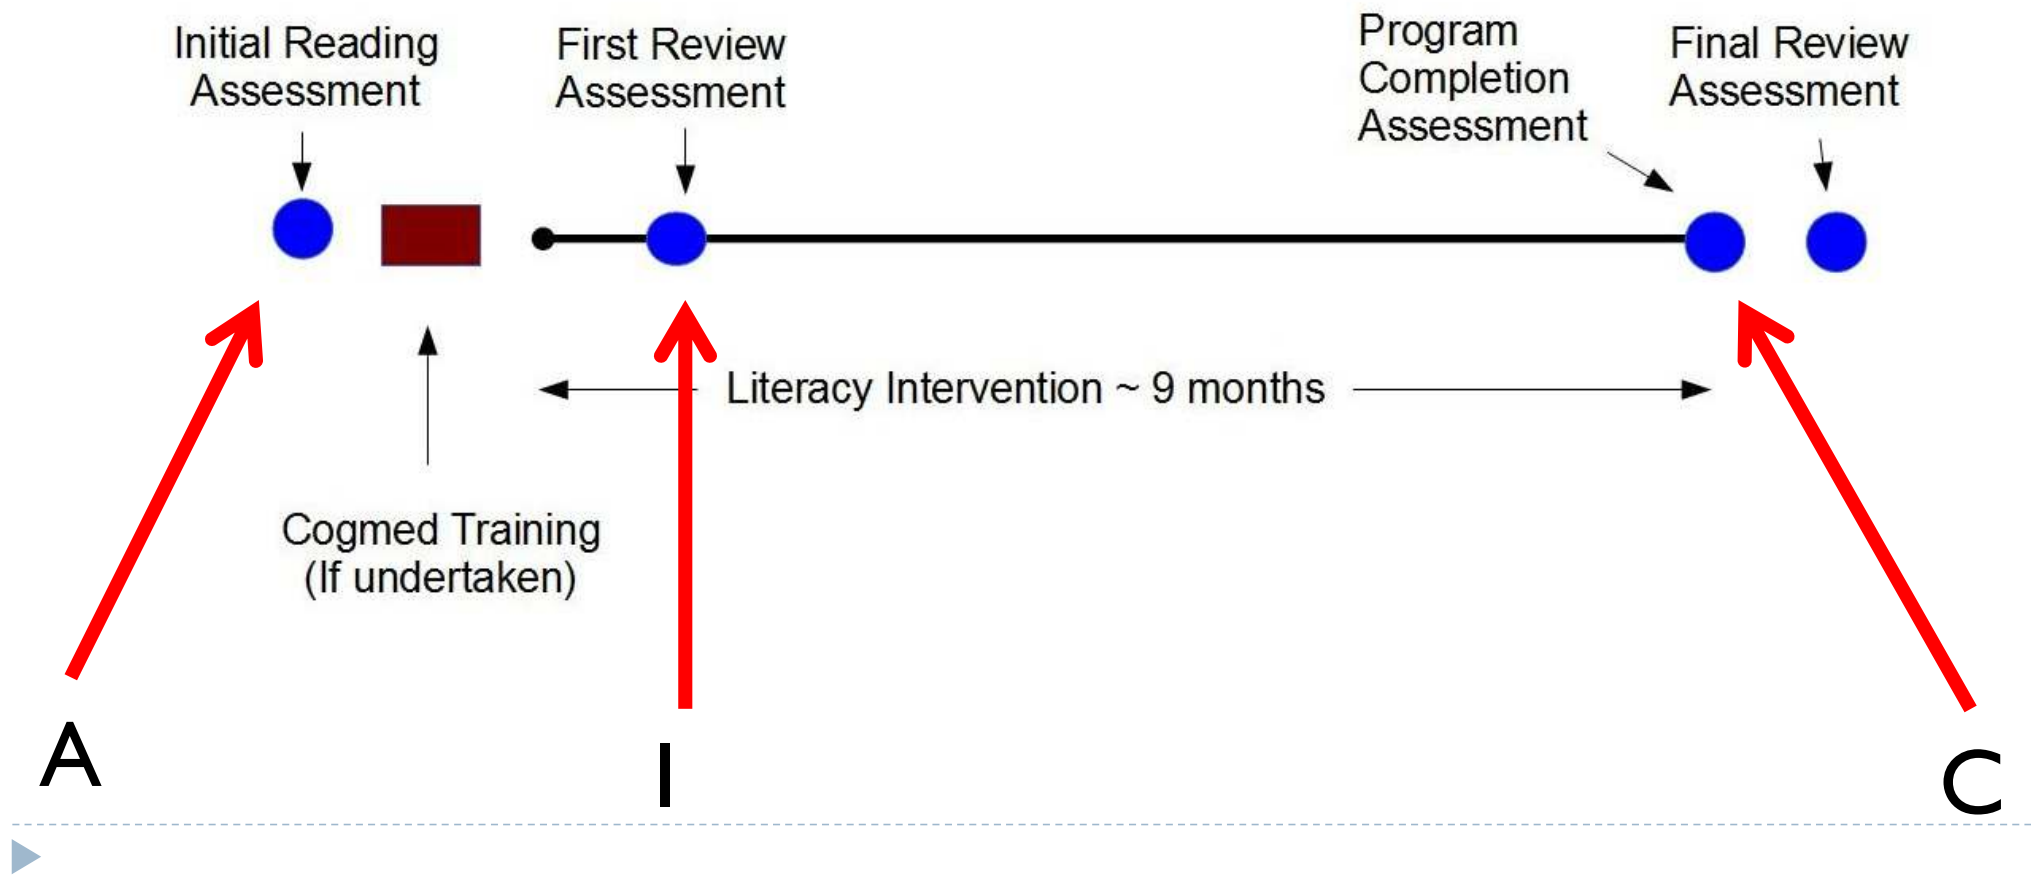 Initial Reading
Assessment
First Review
Assessment
Program
Completion
Assessment
Final Review
Assessment
Literacy Intervention ~ 9 months
Cogmed Training
(If undertaken)
A
I
C